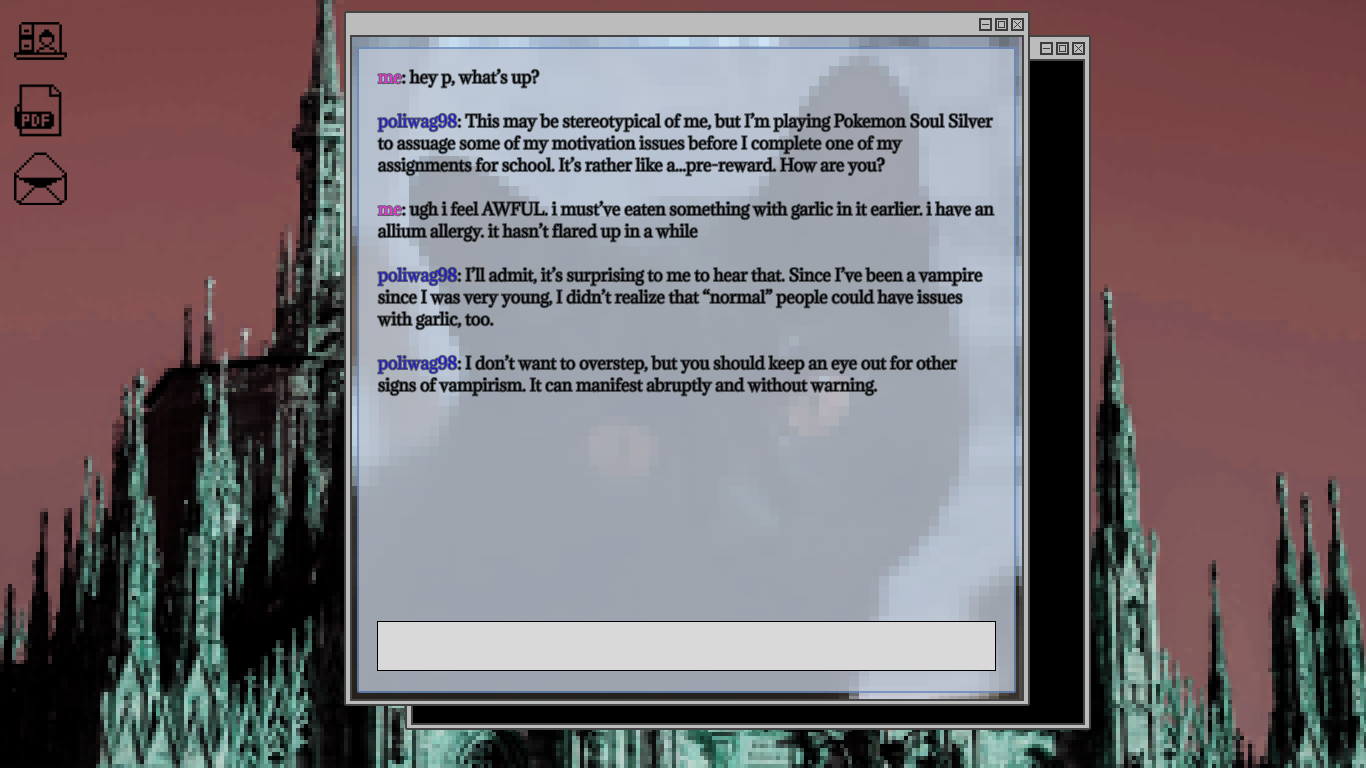 PDF
me: hey p, what’s up?
poliwag98: This may be stereotypical of me, but I’m playing Pokemon Soul Silver
to assuage some of my motivation issues before I complete one of my
assignments for school. It’s rather like a...pre-reward. How are you?
me: ugh i feel AWFUL. i must’ve eaten something with garlic in it earlier. i have an
allium allergy. it hasn’t flared up in a while
poliwag98: I’ll admit, it’s surprising to me to hear that. Since I’ve been a vampire
since I was very young, I didn’t realize that “normal” people could have issues
with garlic, too.
poliwag98: I don’t want to overstep, but you should keep an eye out for other
signs of vampirism. It can manifest abruptly and without warning.